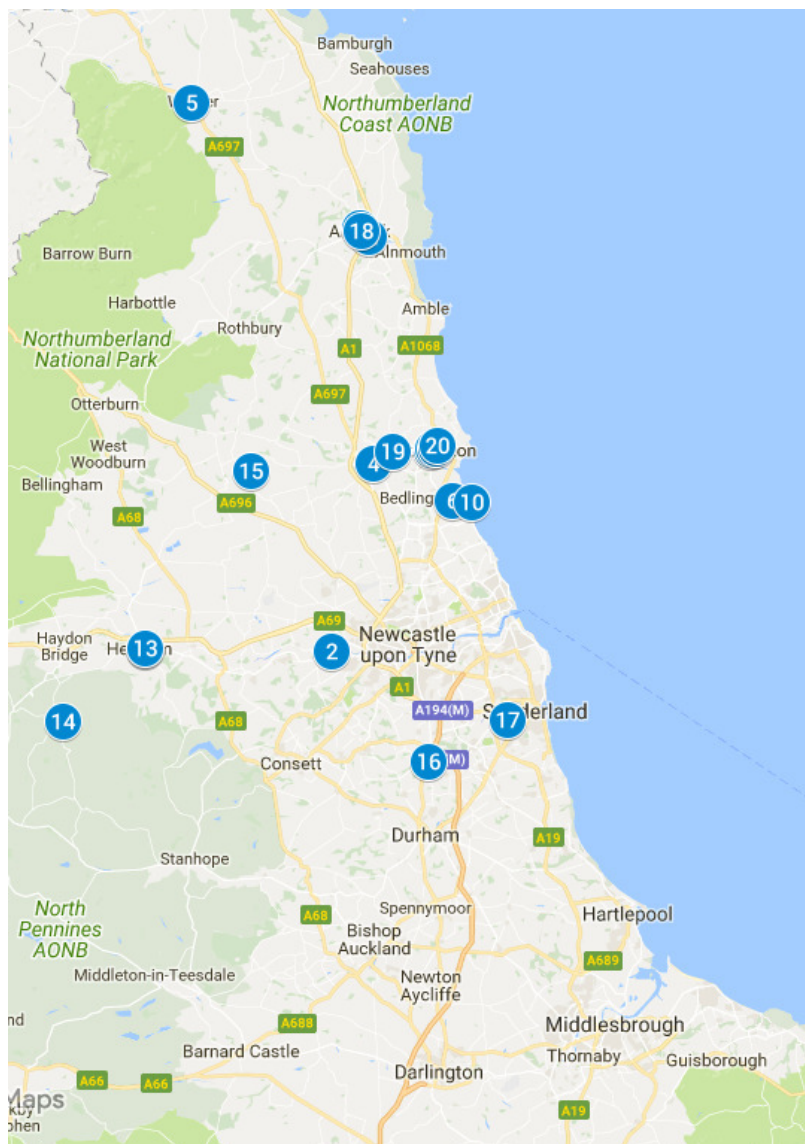 Bamburgh
Seahouses
5
Northumberland
Coast AONB
A697
18
Alnmouth
Barrow Burn
Harbottle
Amble
Rothbury
Northumberland
National Park
A1
A1068
A697
Otterburn
West
Woodburn
Bellingham
19
20
4
15
A696
Bedling
6
10
A68
A69
Haydon
Bridge
13
2
Newcastle
upon Tyne
A1
14
A68
A194(M)
17
Consett
16
Durham
A19
Stanhope
North
Pennines
AONB
A68
Spennymoor
Hartlepool
Bishop
Auckland
A689
Middleton-in-Teesdale
Newton
Aycliffe
A688
Middlesbrough
Barnard Castle
Thornaby
Guisborough
A66
A66
Darlington
Maps
A19